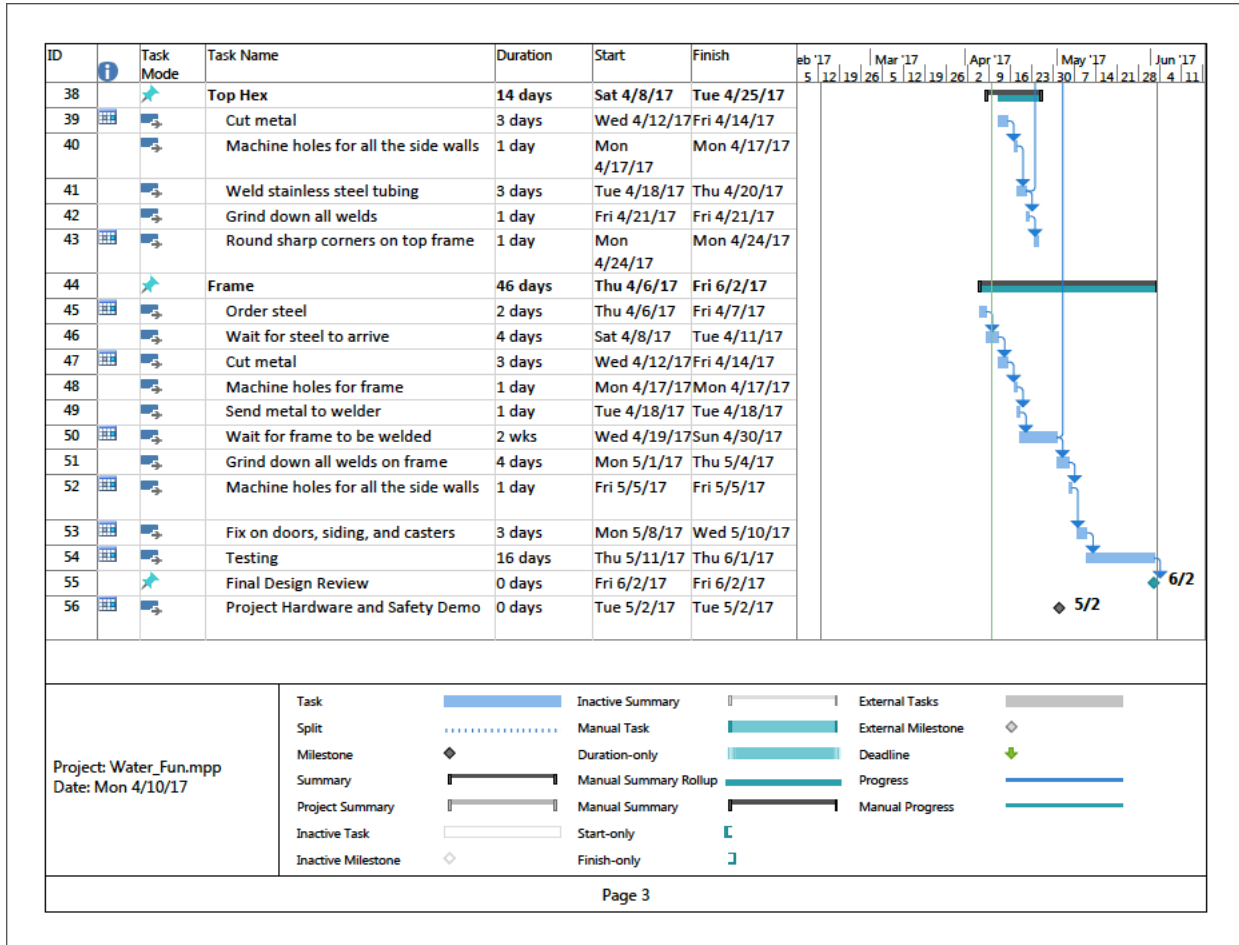 ID Task Task Name Duration Start Finish eb '17 Mar '17 Apr '17 May '17 Jun '17
Mode 5 12 19 26 5 12 19 26 2 9 16 23 30 7 14 21 28 4 11
38 Top Hex 14 days Sat 4/8/17 Tue 4/25/17
39 Cut metal 3 days Wed 4/12/17 Fri 4/14/17
40 Machine holes for all the side walls 1 day Mon Mon 4/17/17
4/17/17
41 Weld stainless steel tubing 3 days Tue 4/18/17 Thu 4/20/17
42 Grind down all welds 1 day Fri 4/21/17 Fri 4/21/17
43 Round sharp corners on top frame 1 day Mon Mon 4/24/17
4/24/17
44 Frame 46 days Thu 4/6/17 Fri 6/2/17
45 Order steel 2 days Thu 4/6/17 Fri 4/7/17
46 Wait for steel to arrive 4 days Sat 4/8/17 Tue 4/11/17
47 Cut metal 3 days Wed 4/12/17 Fri 4/14/17
48 Machine holes for frame 1 day Mon 4/17/17 Mon 4/17/17
49 Send metal to welder 1 day Tue 4/18/17 Tue 4/18/17
50 Wait for frame to be welded 2 wks Wed 4/19/17 Sun 4/30/17
51 Grind down all welds on frame 4 days Mon 5/1/17 Thu 5/4/17
52 Machine holes for all the side walls 1 day Fri 5/5/17 Fri 5/5/17
53 Fix on doors, siding, and casters 3 days Mon 5/8/17 Wed 5/10/17
54 Testing 16 days Thu 5/11/17 Thu 6/1/17
55 Final Design Review 0 days Fri 6/2/17 Fri 6/2/17 6/2
56 Project Hardware and Safety Demo 0 days Tue 5/2/17 Tue 5/2/17 5/2
Project: Water_Fun.mpp
Date: Mon 4/10/17
Task Inactive Summary External Tasks
Split Manual Task External Milestone
Milestone Duration-only Deadline
Summary Manual Summary Rollup Progress
Project Summary Manual Summary Manual Progress
Inactive Task Start-only
Inactive Milestone Finish-only
Page 3